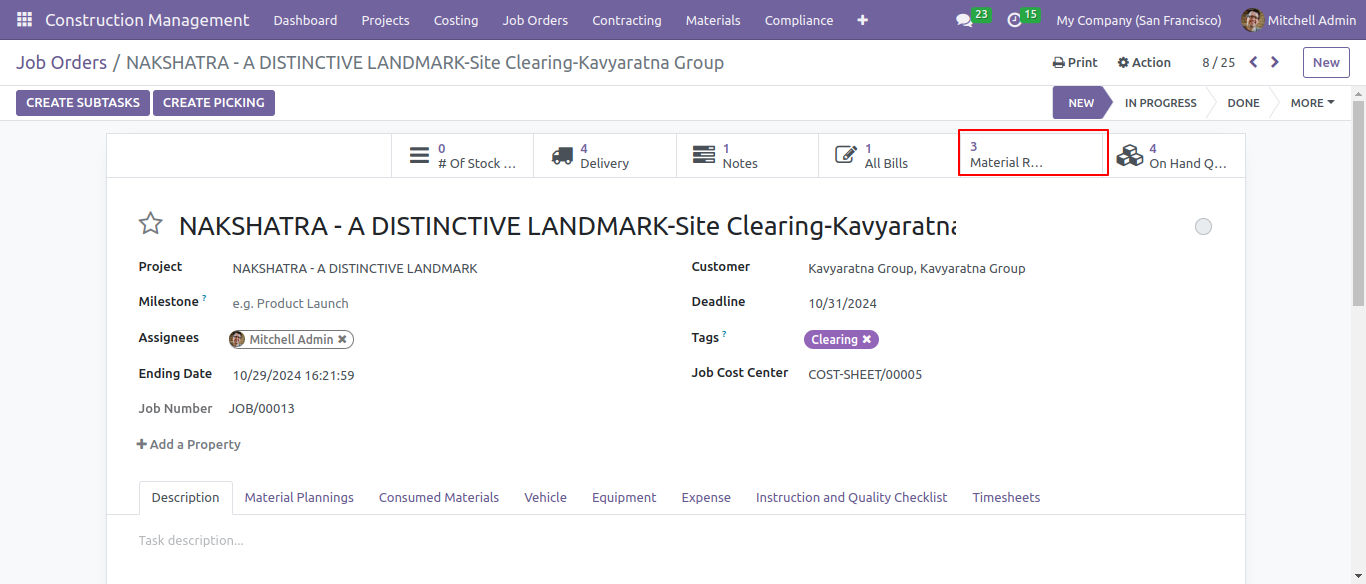 Construction Management Dashboard Projects Costing Job Orders Contracting Materials Compliance + 23 15 My Company (San Francisco) Mitchell Admin
Job Orders / NAKSHATRA - A DISTINCTIVE LANDMARK-Site Clearing-Kavyaratna Group Print Action 8 / 25 New
CREATE SUBTASKS CREATE PICKING NEW IN PROGRESS DONE MORE
0
# Of Stock ...
4
Delivery
1
Notes
1
All Bills
3
Material R...
4
On Hand Q...
NAKSHATRA - A DISTINCTIVE LANDMARK-Site Clearing-Kavyaratna
Project NAKSHATRA - A DISTINCTIVE LANDMARK
Customer Kavyaratna Group, Kavyaratna Group
Milestone ? e.g. Product Launch
Deadline 10/31/2024
Assignees Mitchell Admin ✖
Tags ? Clearing ✖
Ending Date 10/29/2024 16:21:59
Job Cost Center COST-SHEET/00005
Job Number JOB/00013
+ Add a Property
Description Material Plannings Consumed Materials Vehicle Equipment Expense Instruction and Quality Checklist Timesheets
Task description...